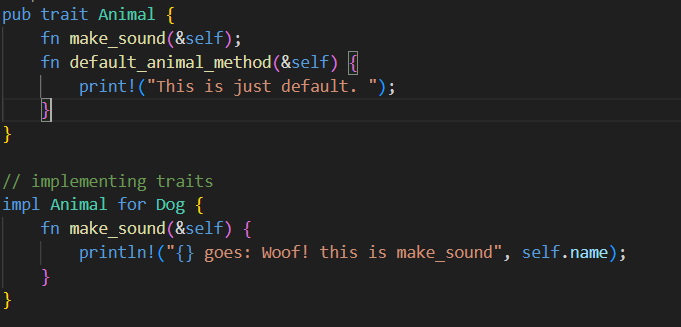 pub trait Animal {
    fn make_sound(&self);
    fn default_animal_method(&self) {
        print!("This is just default. ");
    }
}

// implementing traits
impl Animal for Dog {
    fn make_sound(&self) {
        println!("{} goes: Woof! this is make_sound", self.name);
    }
}